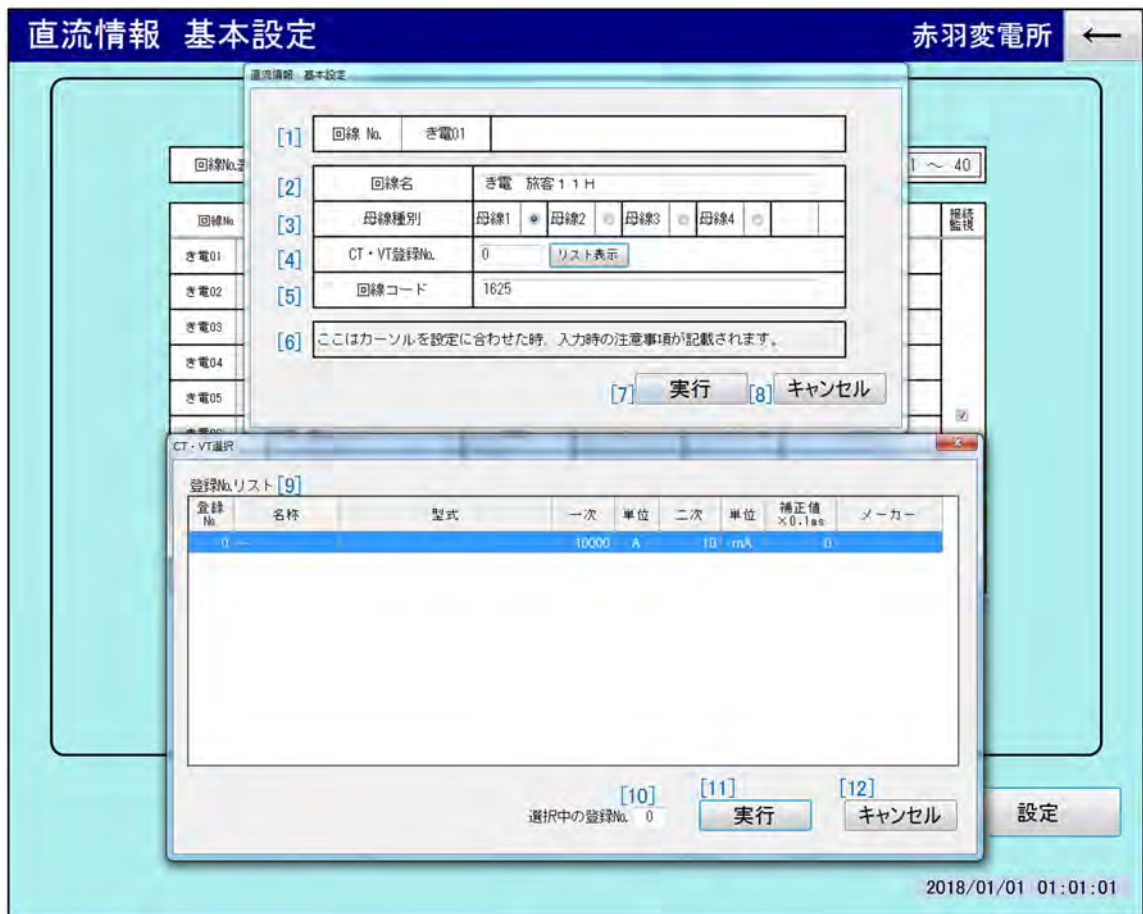 直流情報 基本設定 赤羽変電所 ←
直流情報 基本設定
[1] 回線 No. き電01
回線No. 1 ～ 40
[2] 回線名 き電 旅客１１Ｈ
[3] 母線種別 母線1 母線2 母線3 母線4
回線No 接続監視
[4] CT・VT登録No. 0 リスト表示
き電01
[5] 回線コード 1625
き電02
き電03
[6] ここはカーソルを設定に合わせた時、入力時の注意事項が記載されます。
き電04
[7] 実行 [8] キャンセル
き電05
CT・VT選択
登録No.リスト [9]
登録No 名称 型式 一次 単位 二次 単位 補正値×0.1ms メーカー
0 -- 10000 A 10 mA 0
[10] [11] [12]
選択中の登録No. 0 実行 キャンセル 設定
2018/01/01 01:01:01